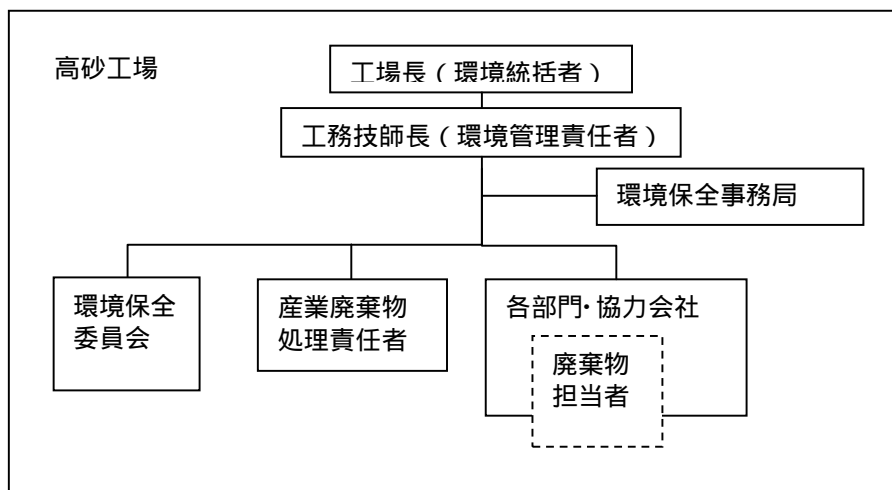 高砂工場
工場長（環境統括者）
工務技師長（環境管理責任者）
環境保全事務局
環境保全
委員会
産業廃棄物
処理責任者
各部門・協力会社
廃棄物
担当者